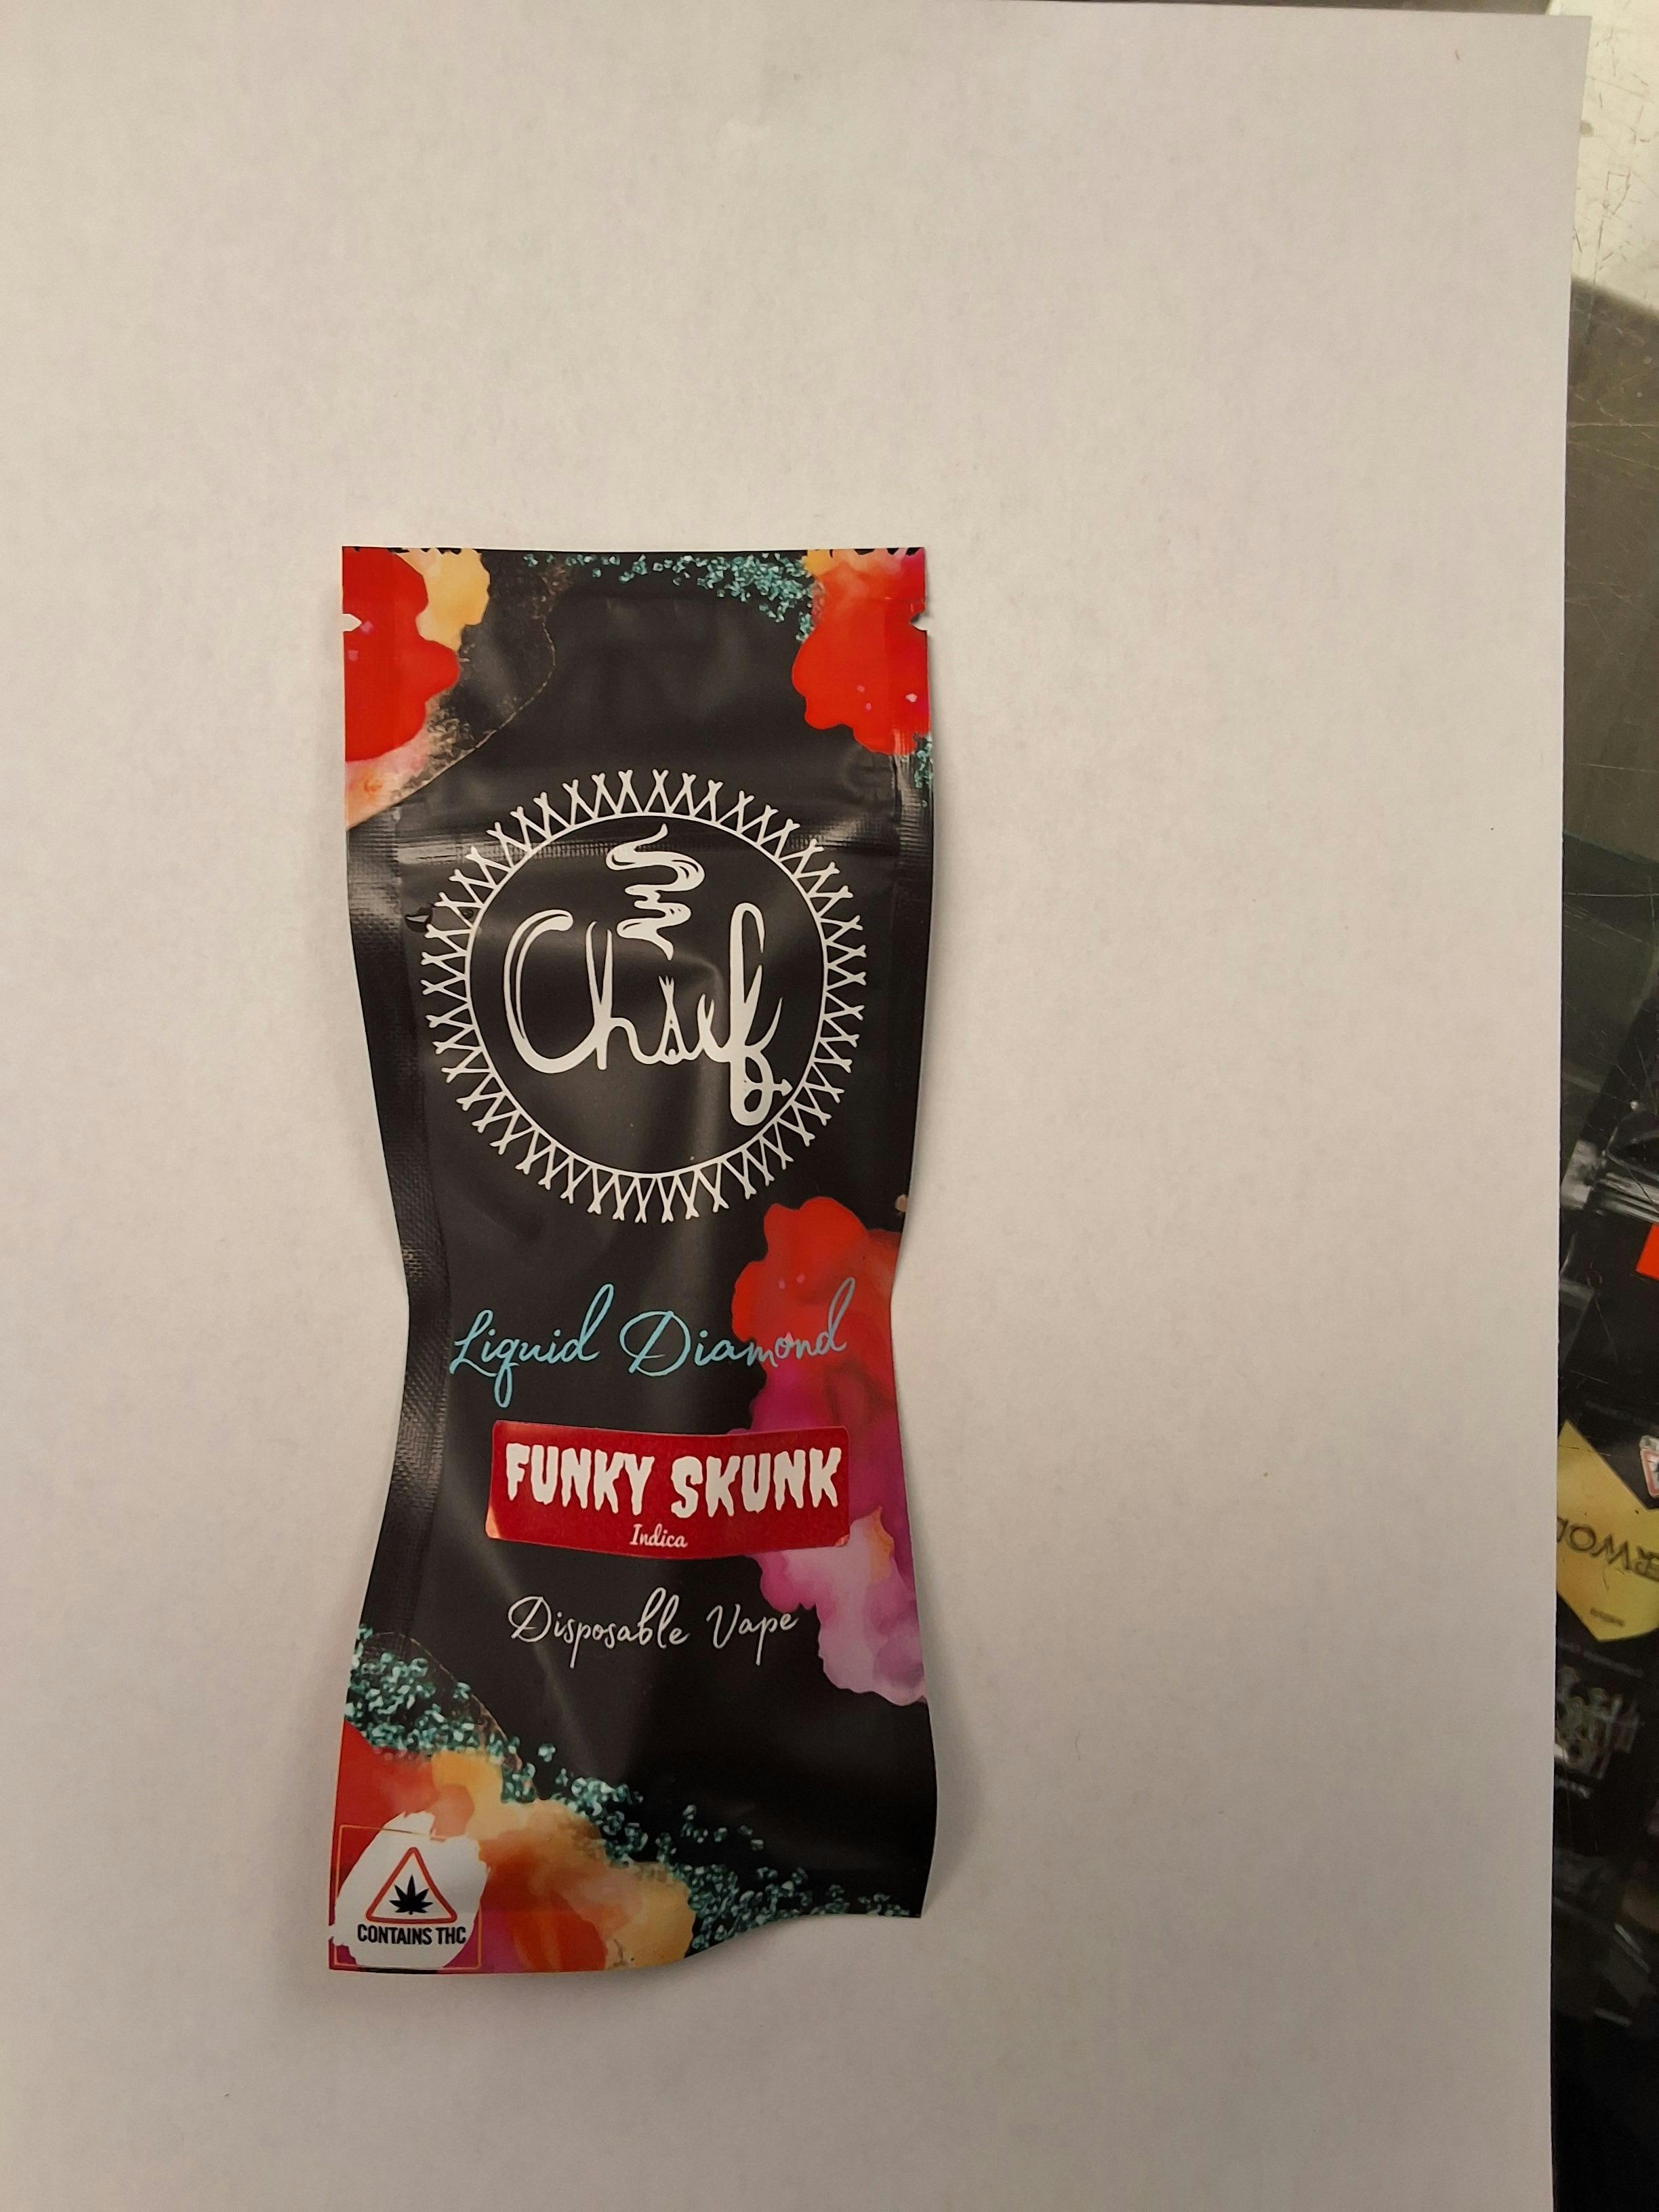 Chief
Liquid Diamond
FUNKY SKUNK
Indica
Disposable Vape
CONTAINS THC